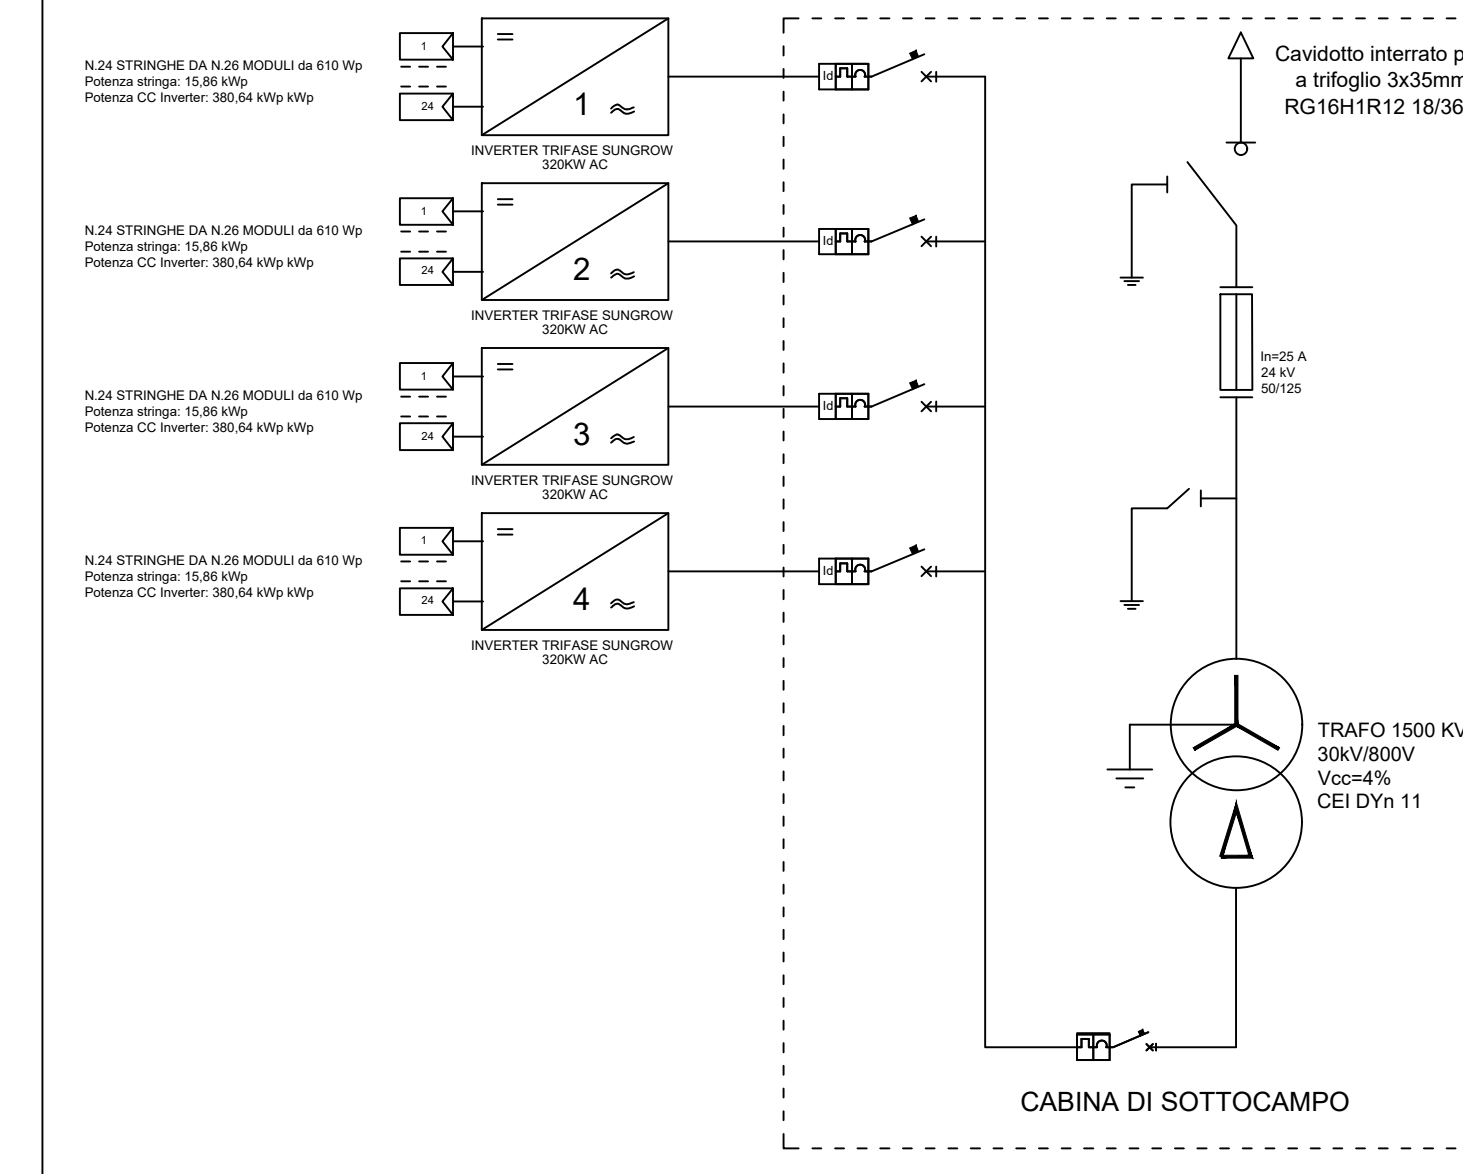 N.24 STRINGHE DA N.26 MODULI da 610 Wp
Potenza stringa: 15,86 kWp
Potenza CC Inverter: 380,64 kWp kWp
1
24
1
INVERTER TRIFASE SUNGROW
320KW AC
Id
N.24 STRINGHE DA N.26 MODULI da 610 Wp
Potenza stringa: 15,86 kWp
Potenza CC Inverter: 380,64 kWp kWp
1
24
2
INVERTER TRIFASE SUNGROW
320KW AC
Id
N.24 STRINGHE DA N.26 MODULI da 610 Wp
Potenza stringa: 15,86 kWp
Potenza CC Inverter: 380,64 kWp kWp
1
24
3
INVERTER TRIFASE SUNGROW
320KW AC
Id
N.24 STRINGHE DA N.26 MODULI da 610 Wp
Potenza stringa: 15,86 kWp
Potenza CC Inverter: 380,64 kWp kWp
1
24
4
INVERTER TRIFASE SUNGROW
320KW AC
Id
Cavidotto interrato p
a trifoglio 3x35mm
RG16H1R12 18/36
In=25 A
24 kV
50/125
TRAFO 1500 KV
30kV/800V
Vcc=4%
CEI DYn 11
CABINA DI SOTTOCAMPO